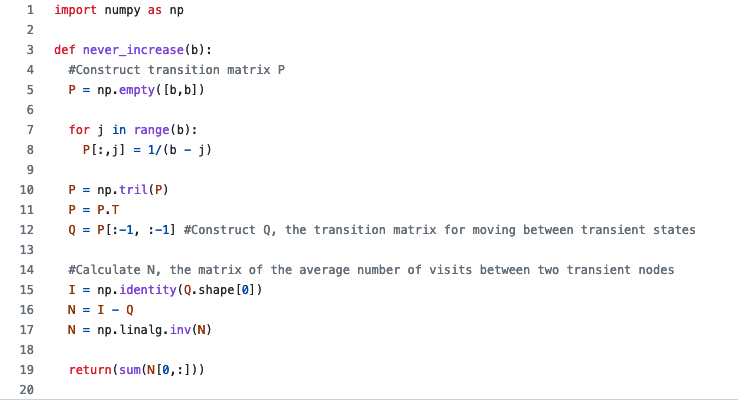 1 import numpy as np
2
3 def never_increase(b):
4 #Construct transition matrix P
5 P = np.empty([b,b])
6
7 for j in range(b):
8 P[:,j] = 1/(b - j)
9
10 P = np.tril(P)
11 P = P.T
12 Q = P[:-1, :-1] #Construct Q, the transition matrix for moving between transient states
13
14 #Calculate N, the matrix of the average number of visits between two transient nodes
15 I = np.identity(Q.shape[0])
16 N = I - Q
17 N = np.linalg.inv(N)
18
19 return(sum(N[0,:]))
20